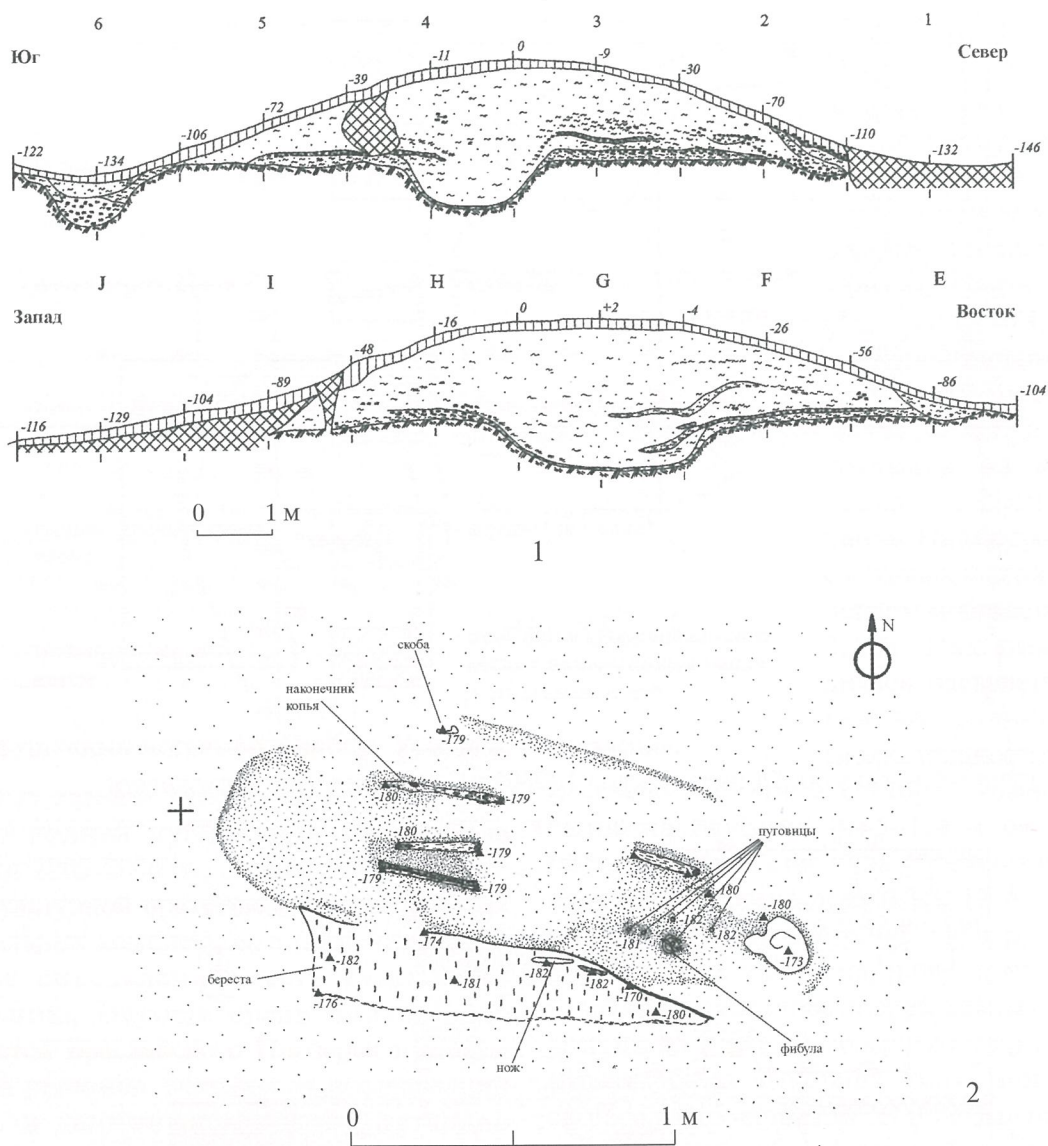 6 5 4 3 2 1
Юг Север
-122 -134 -106 -72 -39 -11 0 -9 -30 -70 -110 -132 -146
J I H G F E
Запад Восток
-116 -129 -104 -89 -48 -16 0 +2 -4 -26 -56 -86 -104
0 1 м
1
N
скоба
-179
наконечник
копья
-180 -179
пуговицы
-180 -179
-179 -179
-180
-182 -180
-174 -181 -182
-173
-182 -182 -182
береста
-181 -170
-176 -180
фибула
нож
2
0 1 м